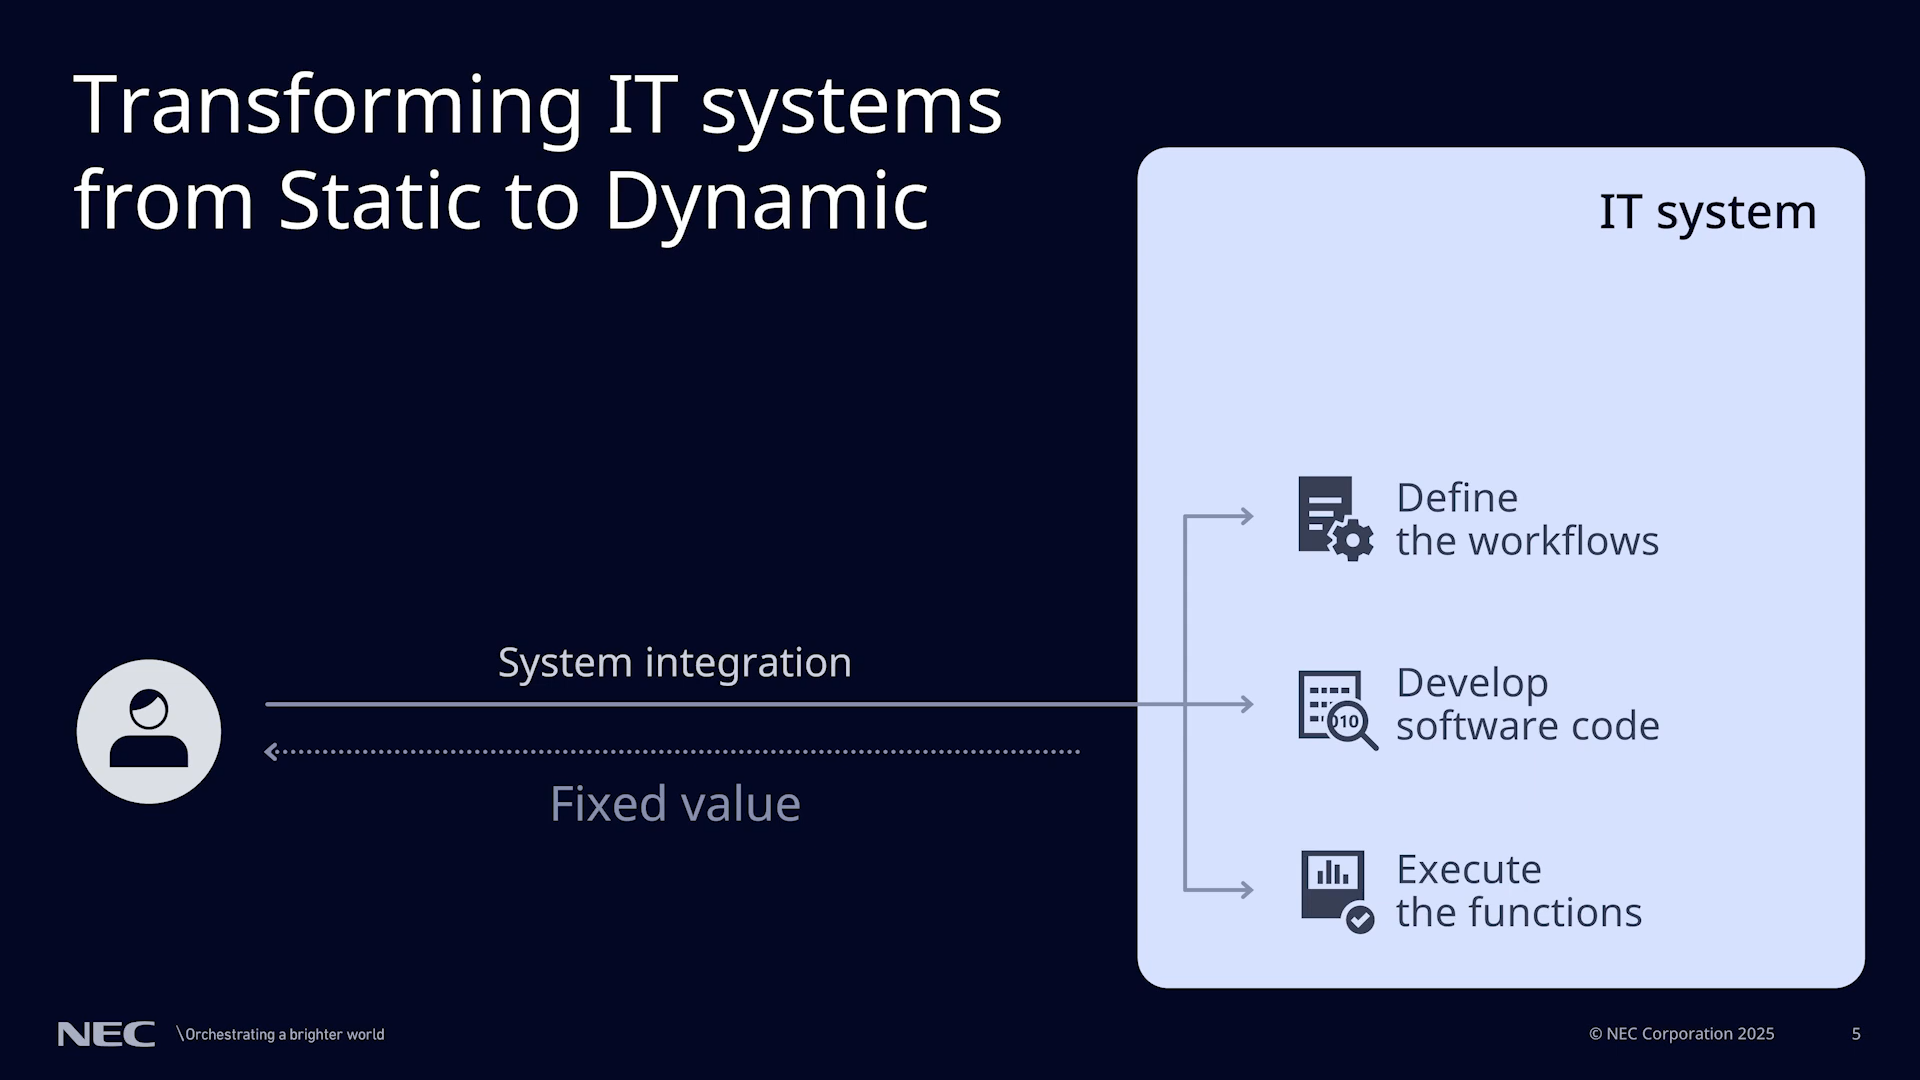 Transforming IT systems
from Static to Dynamic
IT system
Define
the workflows
System integration
Develop
software code
010
Fixed value
Execute
the functions
NEC
\Orchestrating a brighter world
© NEC Corporation 2025
5